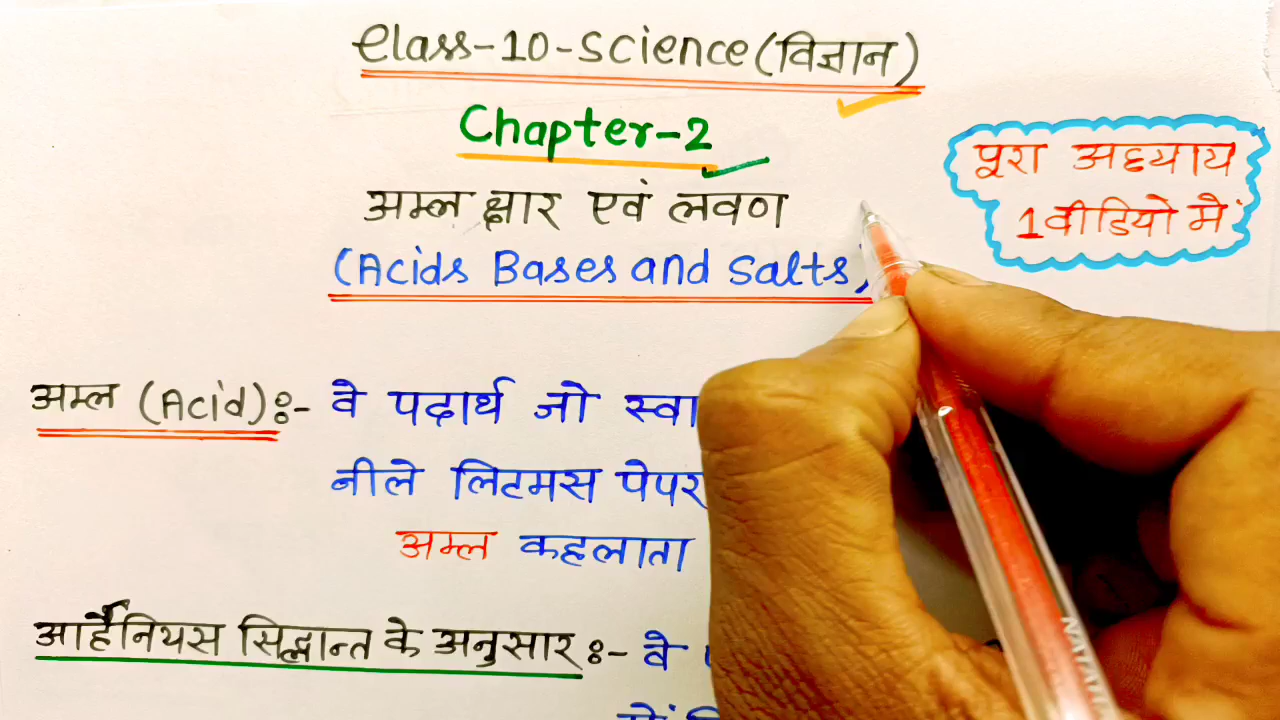 Class-10-Science (विज्ञान)
Chapter-2
अम्ल क्षार एवं लवण
(Acids Bases and Salts)
पूरा अध्याय
1 वीडियो में
अम्ल (Acid):- वे पदार्थ जो स्वा
नीले लिटमस पेपर
अम्ल कहलाता
आर्हेनियस सिद्धान्त के अनुसार :- वे
में